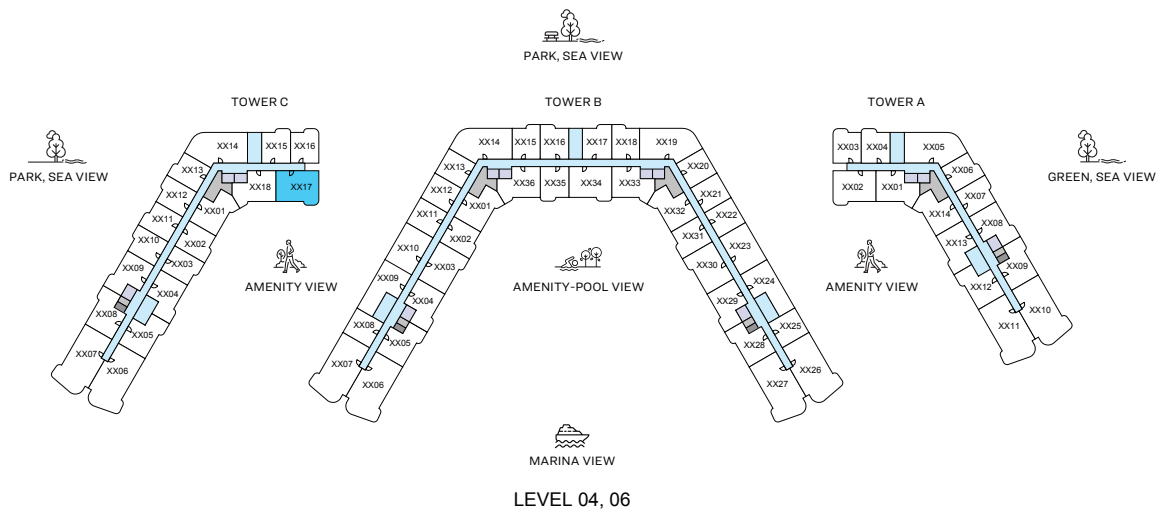 PARK, SEA VIEW
TOWER C
TOWER B
TOWER A
PARK, SEA VIEW
GREEN, SEA VIEW
XX14
XX15
XX16
XX13
XX18
XX17
XX12
XX01
XX11
XX02
XX10
XX03
XX09
XX04
XX08
XX05
XX07
XX06
AMENITY VIEW
XX14
XX15
XX16
XX17
XX18
XX19
XX13
XX36
XX35
XX34
XX33
XX20
XX12
XX01
XX32
XX21
XX11
XX02
XX31
XX22
XX10
XX03
XX30
XX23
XX09
XX04
XX29
XX24
XX08
XX05
XX28
XX25
XX07
XX06
XX27
XX26
AMENITY-POOL VIEW
AMENITY VIEW
XX03
XX04
XX05
XX02
XX01
XX06
XX14
XX07
XX13
XX08
XX12
XX09
XX11
XX10
MARINA VIEW
LEVEL 04, 06